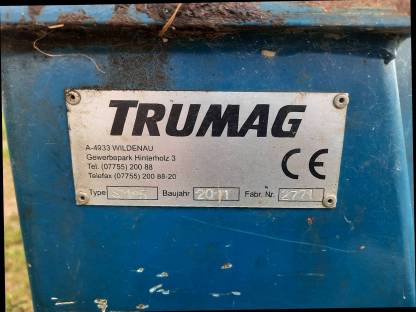 TRUMAG
A-4933 WILDENAU
Gewerbepark Hinterholz 3
Tel. (07755) 200 88
Telefax (07755) 200 88-20
CE
Type Baujahr 2011 Fabr. Nr. 2771